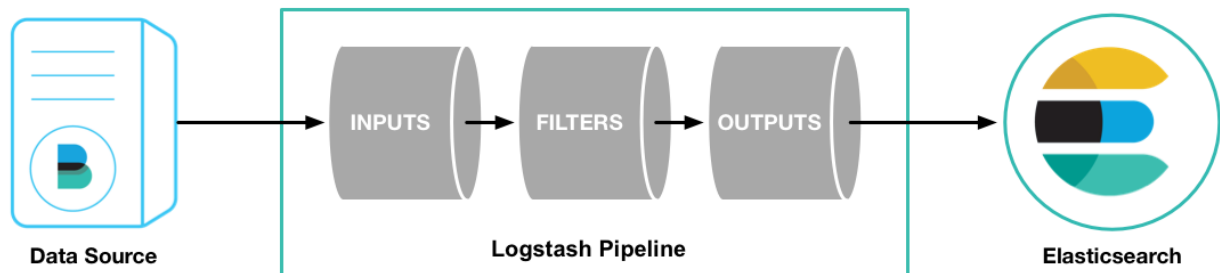 INPUTS
FILTERS
OUTPUTS
Data Source
Logstash Pipeline
Elasticsearch